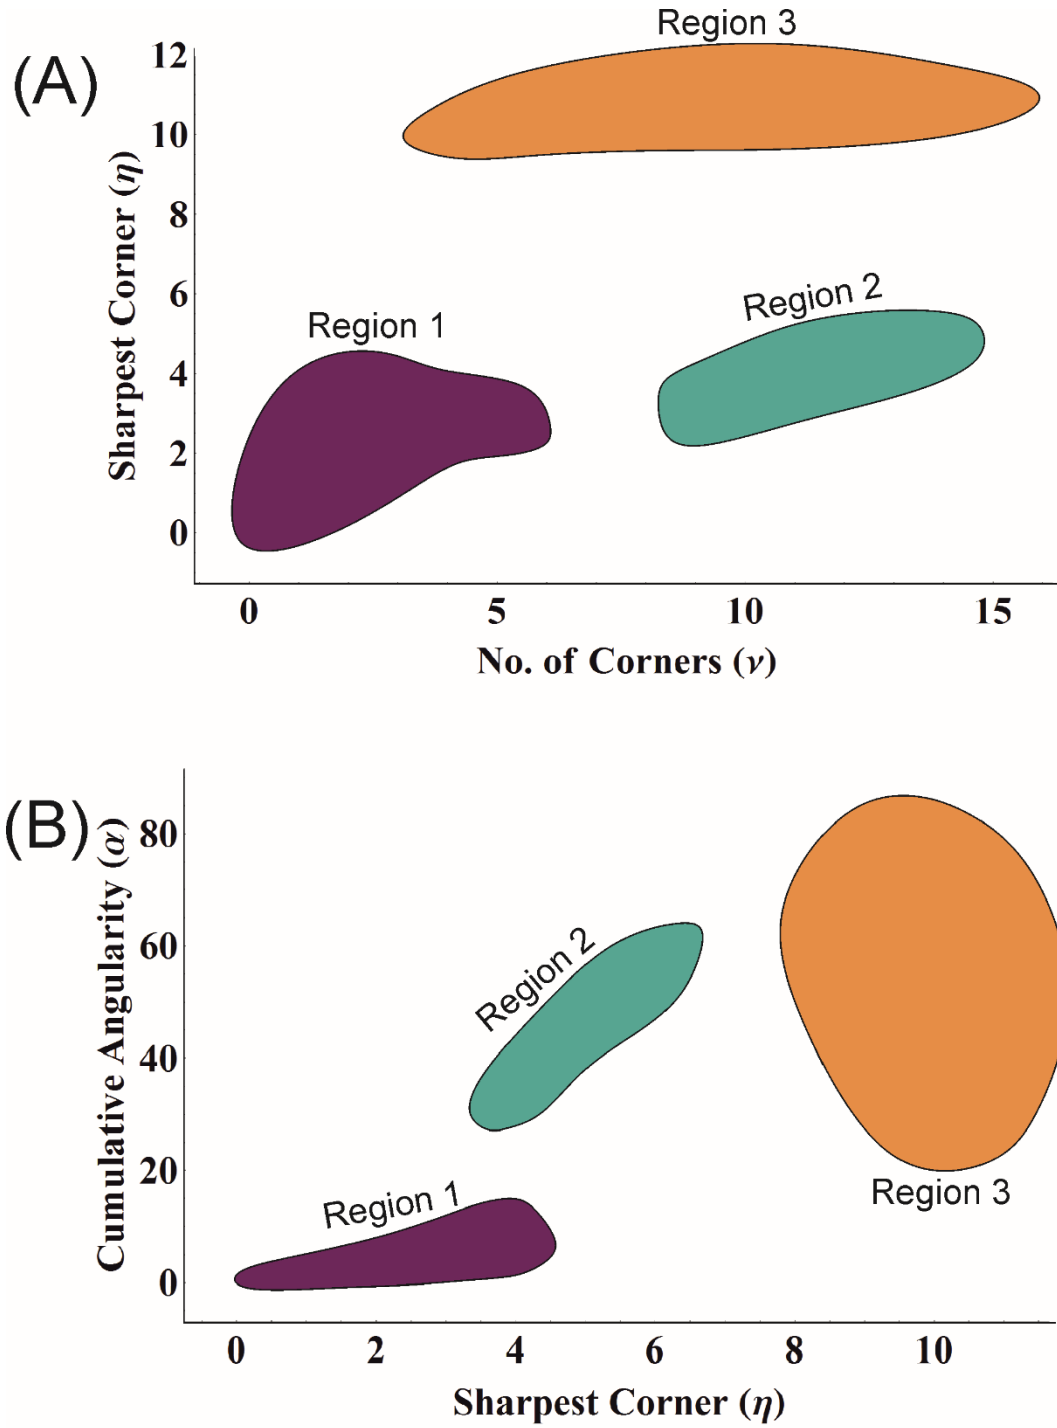 (A)
Region 3
Sharpest Corner (η)
12
10
8
6
4
2
0
Region 1
Region 2
0 5 10 15
No. of Corners (ν)
(B)
Cumulative Angularity (α)
80
60
40
20
0
Region 2
Region 1
Region 3
0 2 4 6 8 10
Sharpest Corner (η)